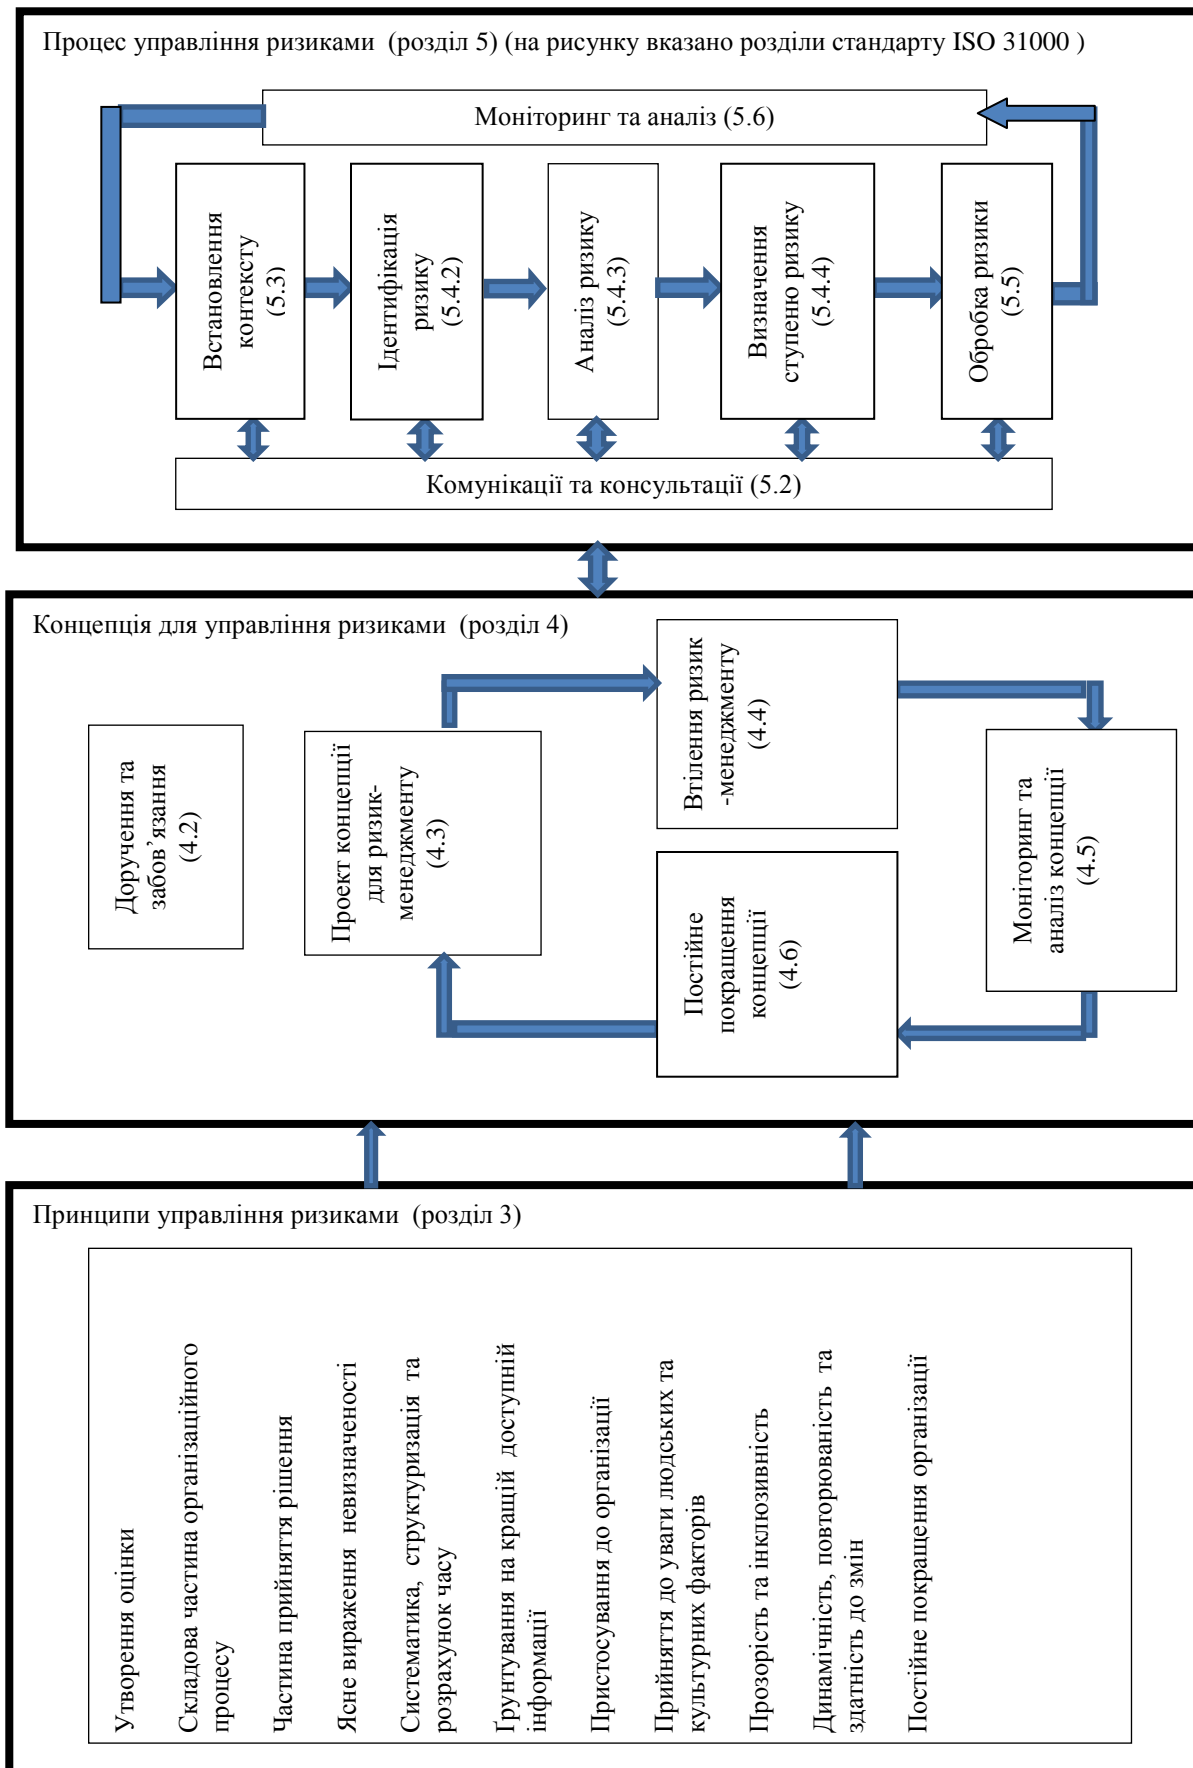 Процес управління ризиками (розділ 5) (на рисунку вказано розділи стандарту ISO 31000 )
Моніторинг та аналіз (5.6)
Встановлення
контексту
(5.3)
Ідентифікація
ризику
(5.4.2)
Аналіз ризику
(5.4.3)
Визначення
ступеню ризику
(5.4.4)
Обробка ризики
(5.5)
Комунікації та консультації (5.2)
Концепція для управління ризиками (розділ 4)
Доручення та
забов’язання
(4.2)
Проект концепції
для ризик-
менеджменту
(4.3)
Втілення ризик
-менеджменту
(4.4)
Моніторинг та
аналіз концепції
(4.5)
Постійне
покращення
концепції
(4.6)
Принципи управління ризиками (розділ 3)
Утворення оцінки
Складова частина організаційного
процесу
Частина прийняття рішення
Ясне вираження невизначеності
Систематика, структуризація та
розрахунок часу
Ґрунтування на кращій доступній
інформації
Пристосування до організації
Прийняття до уваги людських та
культурних факторів
Прозорість та інклюзивність
Динамічність, повторюваність та
здатність до змін
Постійне покращення організації